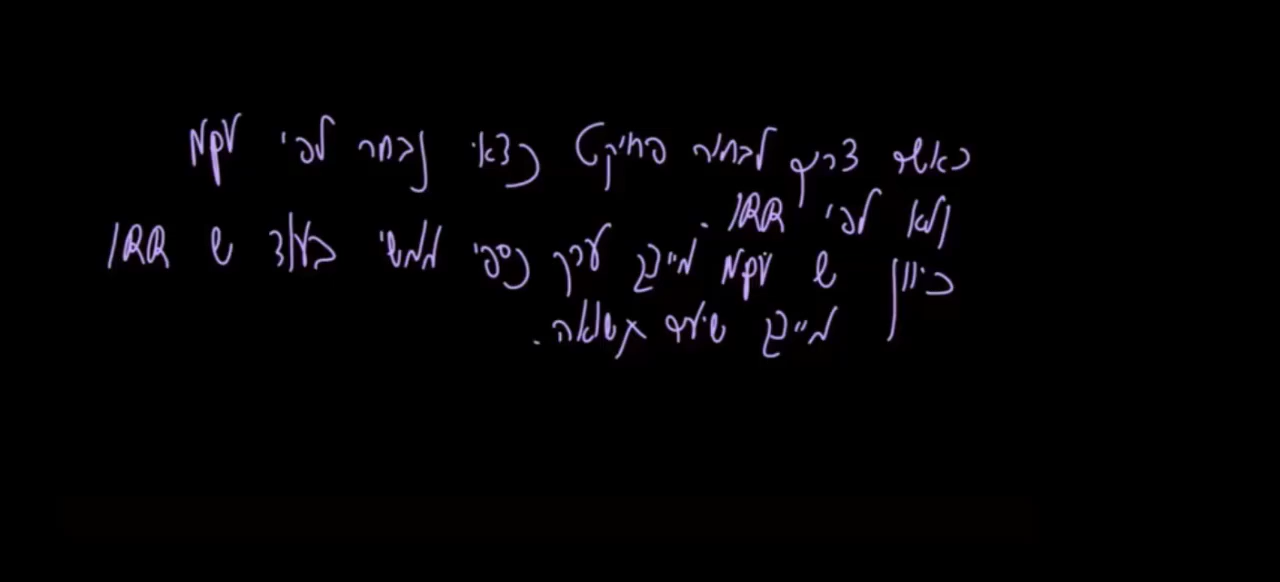 כאשר צריך לבחור פרויקט כדאי נבחר לפי NPV
ולא לפי IRR.
כיוון ש NPV מייצג ערך כספי ממשי בעוד ש IRR
מייצג שיעור תשואה.